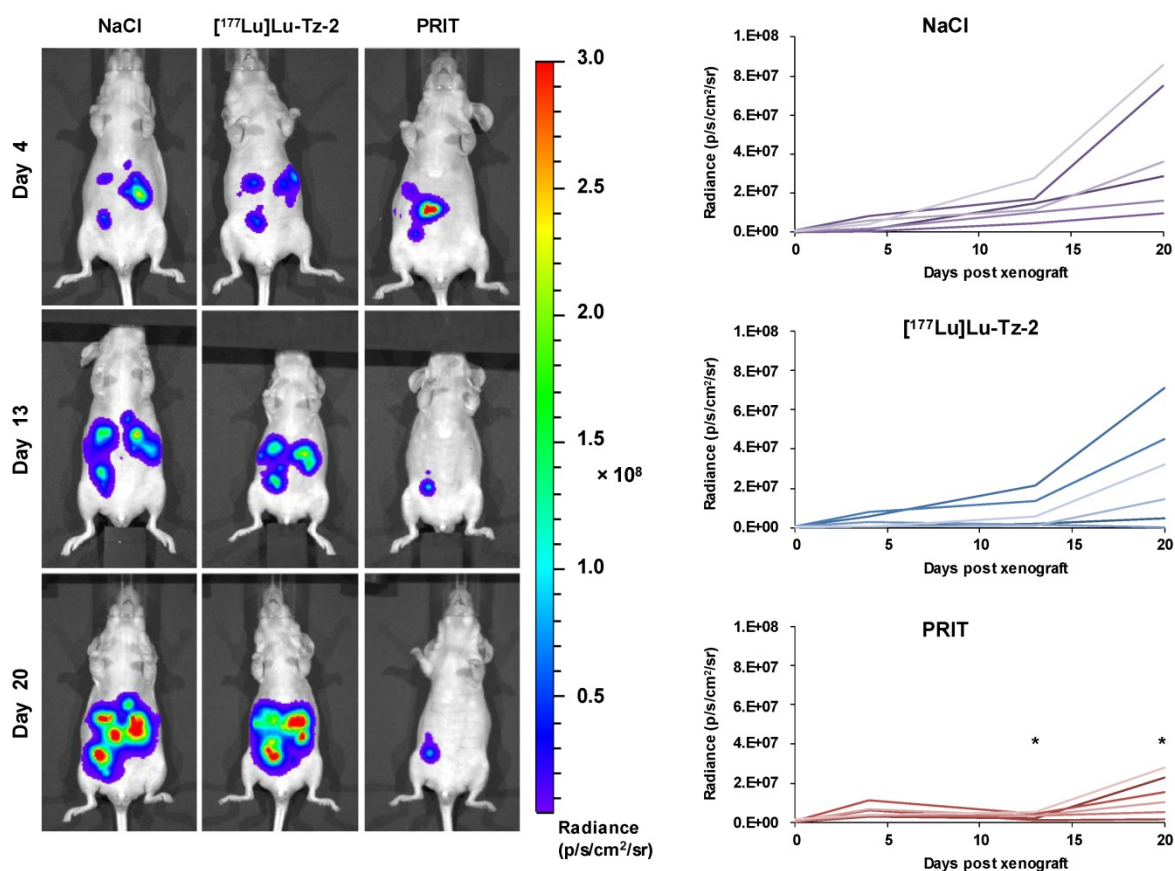 NaCl
[¹⁷⁷Lu]Lu-Tz-2
PRIT
Day 4
Day 13
Day 20
3.0
2.5
2.0
1.5
× 10⁸
1.0
0.5
Radiance
(p/s/cm²/sr)
NaCl
Radiance (p/s/cm²/sr)
1.E+08
8.E+07
6.E+07
4.E+07
2.E+07
0.E+00
0 5 10 15 20
Days post xenograft
[¹⁷⁷Lu]Lu-Tz-2
Radiance (p/s/cm²/sr)
1.E+08
8.E+07
6.E+07
4.E+07
2.E+07
0.E+00
0 5 10 15 20
Days post xenograft
PRIT
Radiance (p/s/cm²/sr)
1.E+08
8.E+07
6.E+07
4.E+07
2.E+07
0.E+00
* *
0 5 10 15 20
Days post xenograft